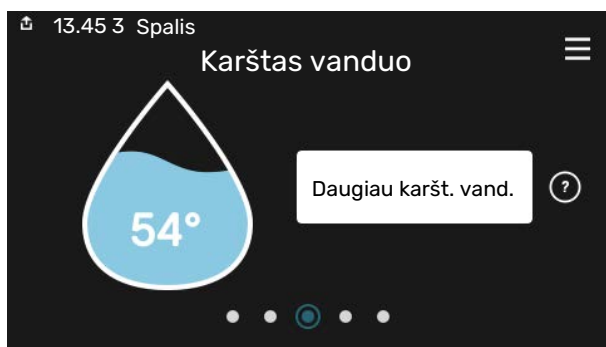 13.45 3 Spalis
Karštas vanduo
Daugiau karšt. vand.
?
54°